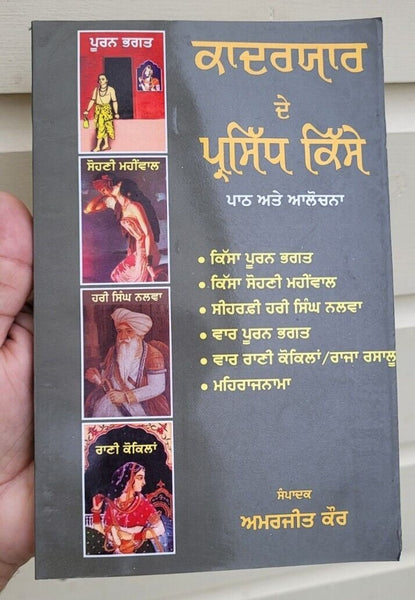 ਪੂਰਨ ਭਗਤ
ਸੋਹਣੀ ਮਹੀਂਵਾਲ
ਹਰੀ ਸਿੰਘ ਨਲਵਾ
ਰਾਣੀ ਕੋਕਿਲਾਂ
ਕਾਦਰਯਾਰ
ਦੇ
ਪ੍ਰਸਿੱਧ ਕਿੱਸੇ
ਪਾਠ ਅਤੇ ਆਲੋਚਨਾ
• ਕਿੱਸਾ ਪੂਰਨ ਭਗਤ
• ਕਿੱਸਾ ਸੋਹਣੀ ਮਹੀਂਵਾਲ
• ਸੀਹਰਫ਼ੀ ਹਰੀ ਸਿੰਘ ਨਲਵਾ
• ਵਾਰ ਪੂਰਨ ਭਗਤ
• ਵਾਰ ਰਾਣੀ ਕੋਕਿਲਾਂ/ਰਾਜਾ ਰਸਾਲੂ
• ਮਹਿਰਾਜਨਾਮਾ
ਸੰਪਾਦਕ
ਅਮਰਜੀਤ ਕੌਰ